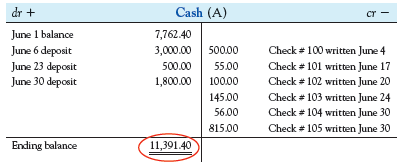 dr + Cash (A) cr −
June 1 balance 7,762.40
June 6 deposit 3,000.00 500.00 Check # 100 written June 4
June 23 deposit 500.00 55.00 Check # 101 written June 17
June 30 deposit 1,800.00 100.00 Check # 102 written June 20
145.00 Check # 103 written June 24
56.00 Check # 104 written June 30
815.00 Check # 105 written June 30
Ending balance 11,391.40